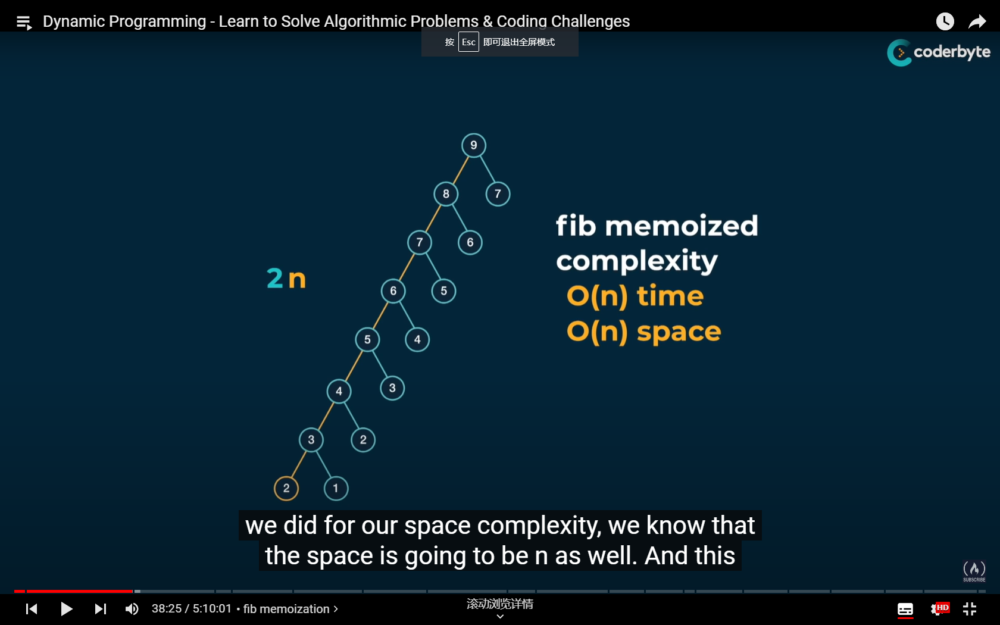 Dynamic Programming - Learn to Solve Algorithmic Problems & Coding Challenges
按 Esc 即可退出全屏模式
coderbyte
9
8 7
7 6
6 5
5 4
4 3
3 2
2 1
2 n
fib memoized
complexity
O(n) time
O(n) space
we did for our space complexity, we know that
the space is going to be n as well. And this
SUBSCRIBE
38:25 / 5:10:01 • fib memoization
滚动浏览详情
HD